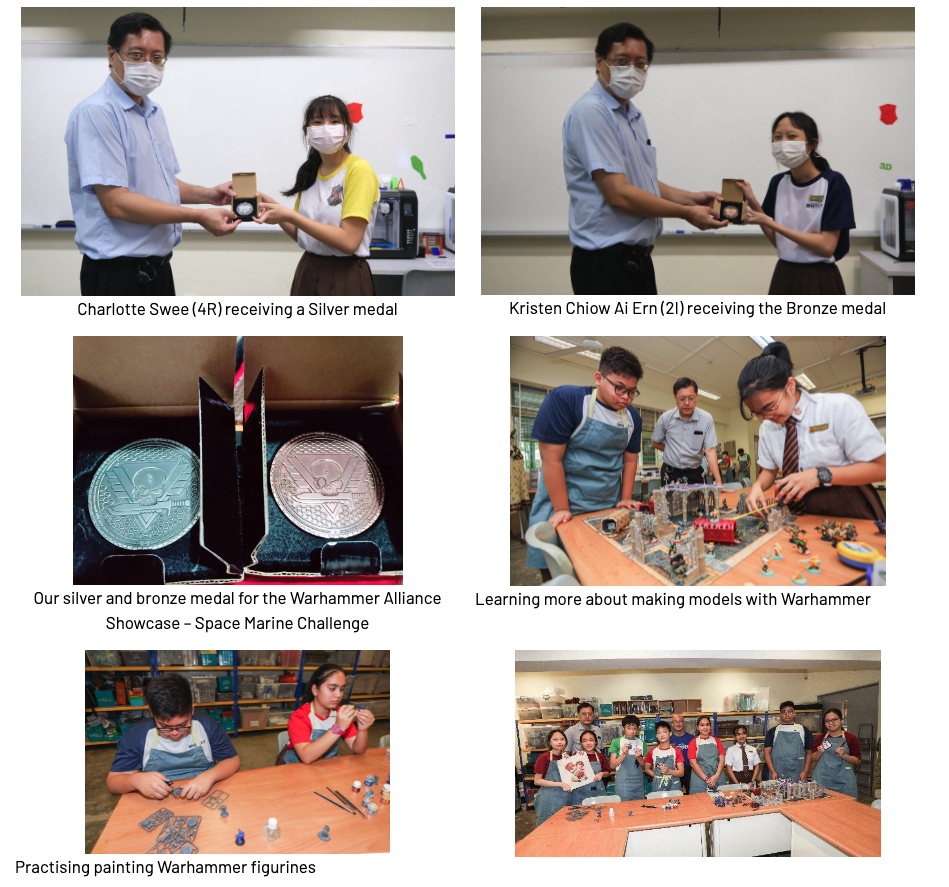 Charlotte Swee (4R) receiving a Silver medal
Kristen Chiow Ai Ern (2I) receiving the Bronze medal
3D
Our silver and bronze medal for the Warhammer Alliance
Showcase – Space Marine Challenge
Learning more about making models with Warhammer
Practising painting Warhammer figurines